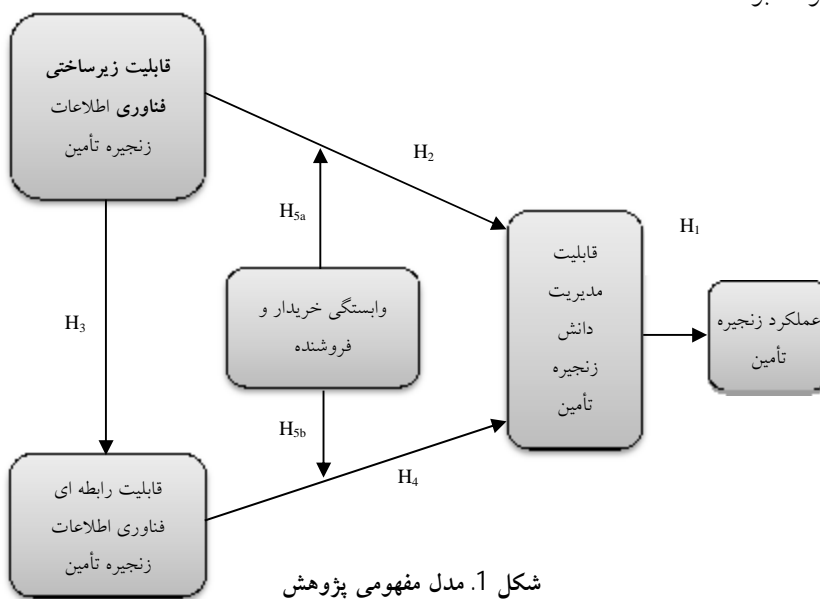 قابلیت زیرساختی
فناوری اطلاعات
زنجیره تأمین
H2
H5a
H1
قابلیت
مدیریت
دانش
زنجیره
تأمین
وابستگی خریدار و
فروشنده
عملکرد زنجیره
تأمین
H3
H5b
H4
قابلیت رابطه ای
فناوری اطلاعات
زنجیره تأمین
شکل 1. مدل مفهومی پژوهش